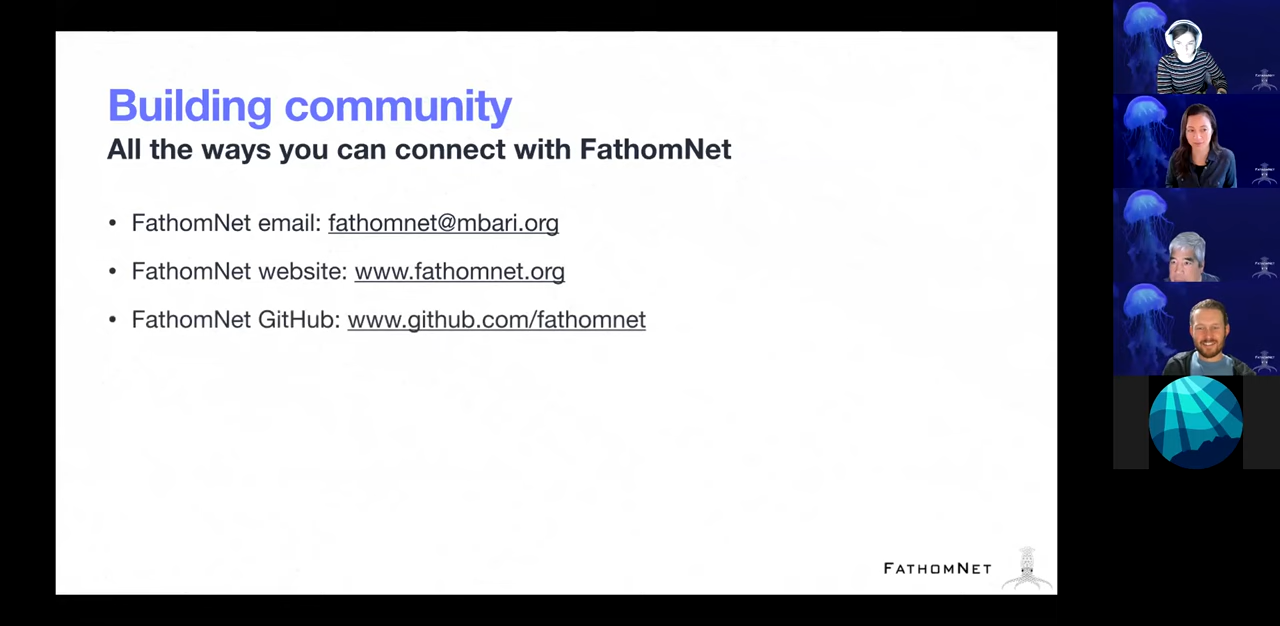 Building community
All the ways you can connect with FathomNet
• FathomNet email: fathomnet@mbari.org
• FathomNet website: www.fathomnet.org
• FathomNet GitHub: www.github.com/fathomnet
FATHOMNET